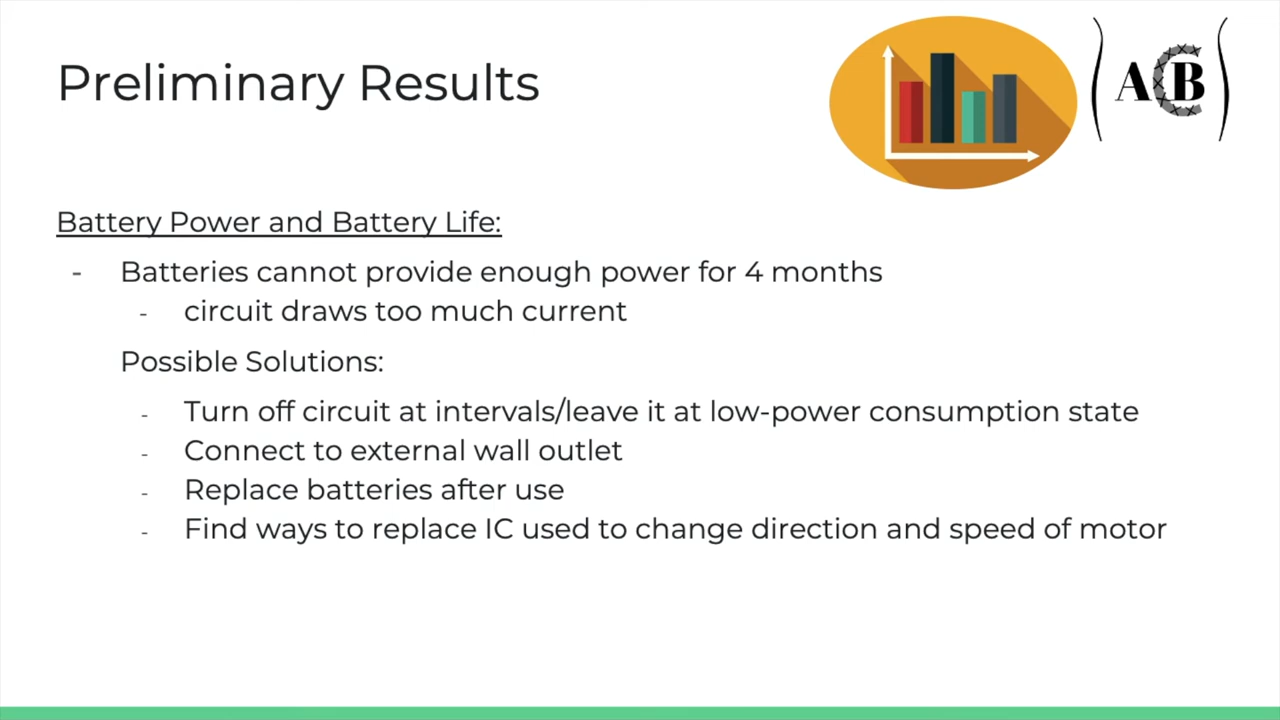 Preliminary Results
ACB
Battery Power and Battery Life:
- Batteries cannot provide enough power for 4 months
- circuit draws too much current
Possible Solutions:
- Turn off circuit at intervals/leave it at low-power consumption state
- Connect to external wall outlet
- Replace batteries after use
- Find ways to replace IC used to change direction and speed of motor